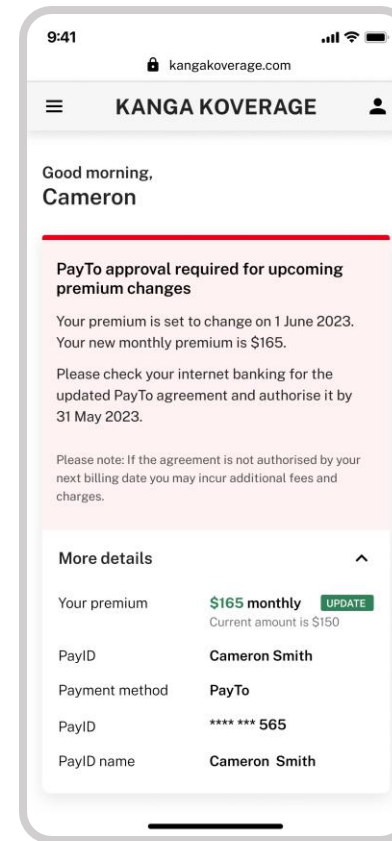 9:41
kangakoverage.com
KANGA KOVERAGE
Good morning,
Cameron
PayTo approval required for upcoming
premium changes
Your premium is set to change on 1 June 2023.
Your new monthly premium is $165.
Please check your internet banking for the
updated PayTo agreement and authorise it by
31 May 2023.
Please note: If the agreement is not authorised by your
next billing date you may incur additional fees and
charges.
More details
Your premium $165 monthly UPDATE
Current amount is $150
PayID Cameron Smith
Payment method PayTo
PayID **** *** 565
PayID name Cameron Smith